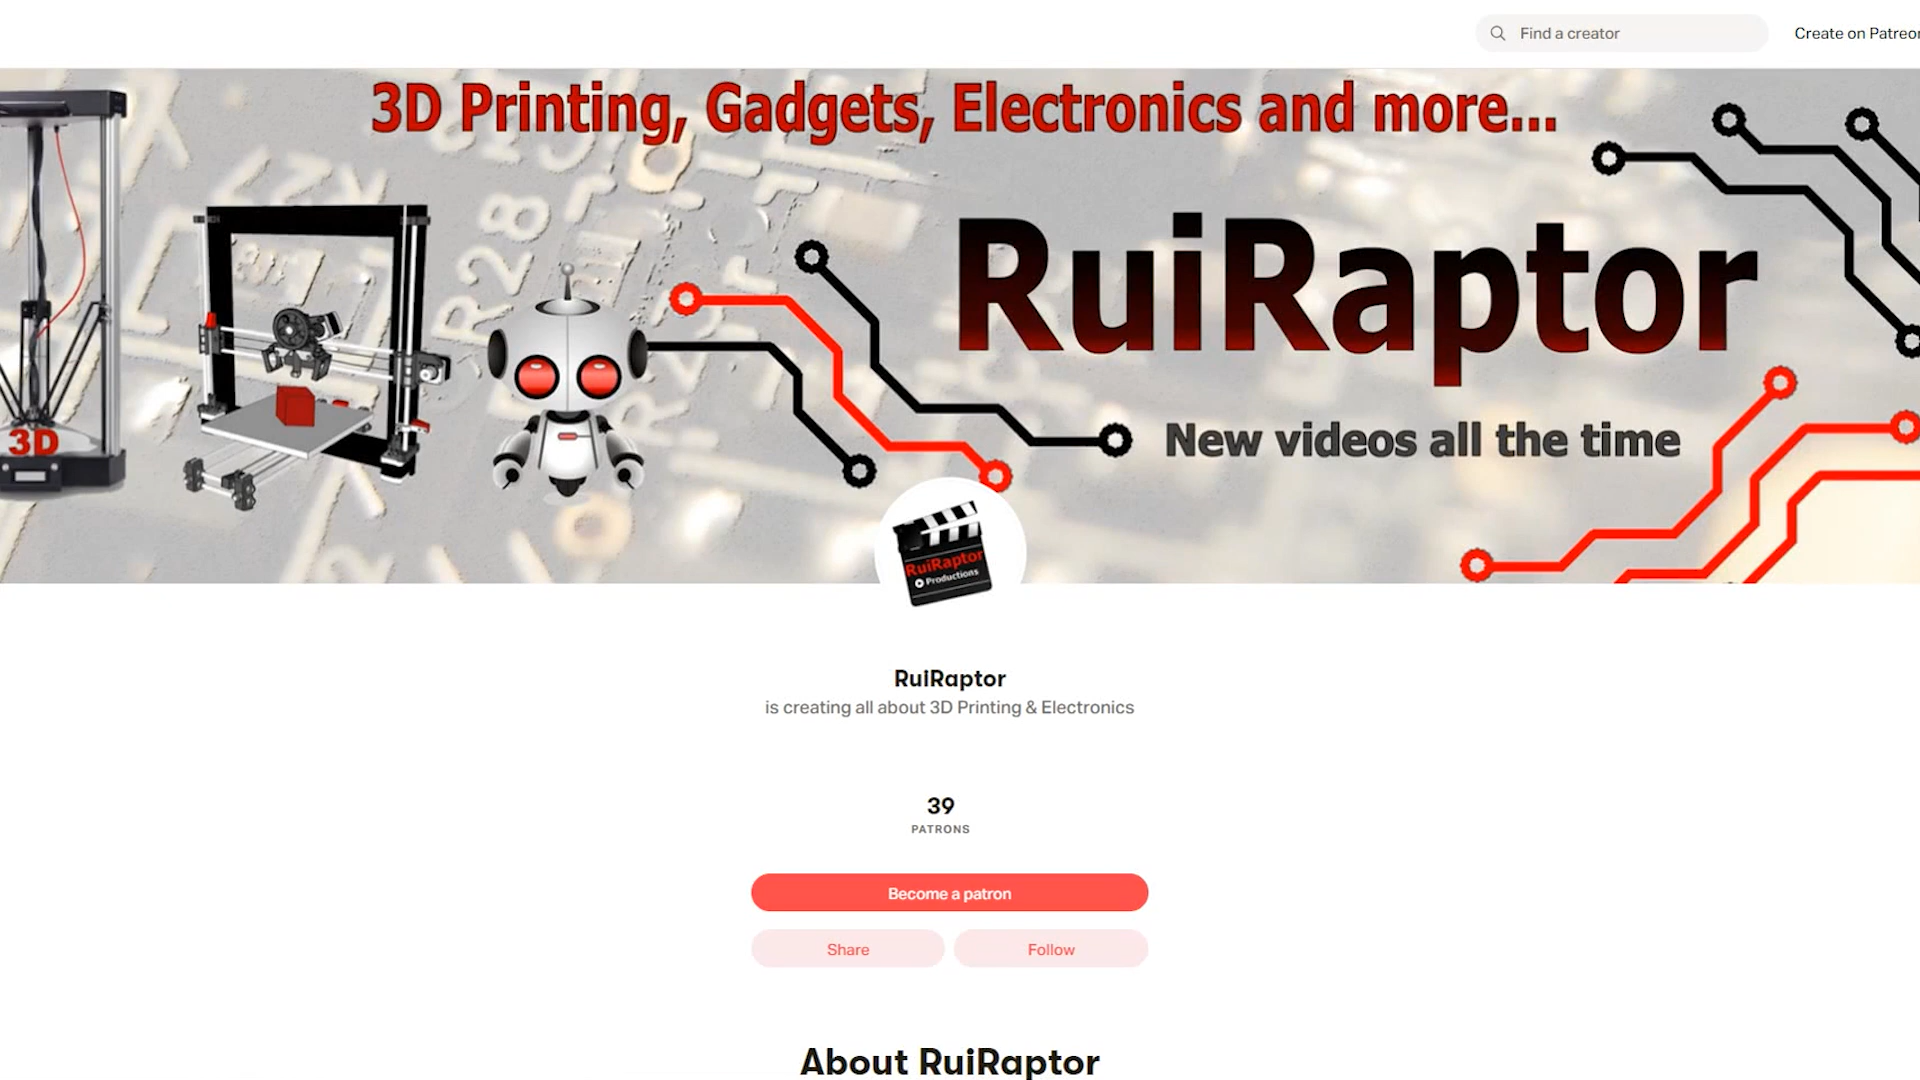 Find a creator
Create on Patreon
3D Printing, Gadgets, Electronics and more...
R28
RuiRaptor
New videos all the time
3D
RuiRaptor
Productions
RuiRaptor
is creating all about 3D Printing & Electronics
39
PATRONS
Become a patron
Share
Follow
About RuiRaptor